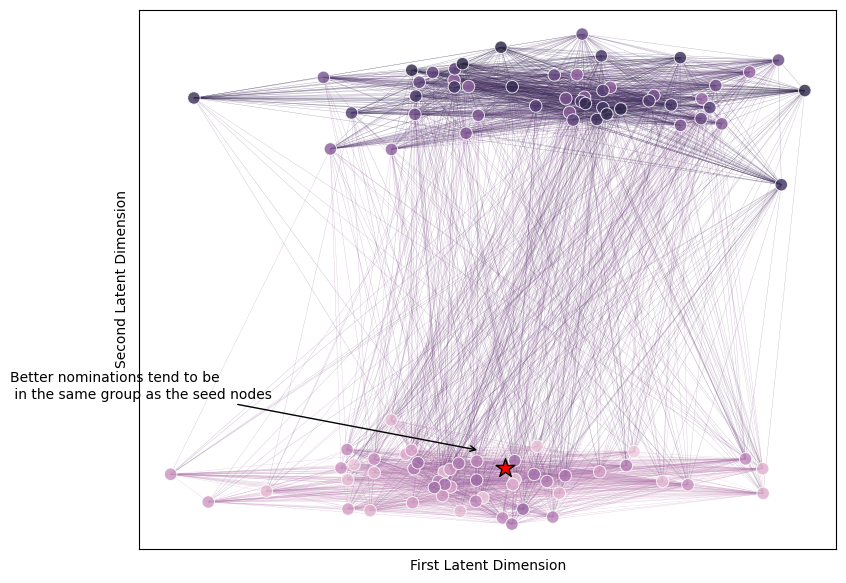 Second Latent Dimension
Better nominations tend to be
in the same group as the seed nodes
First Latent Dimension